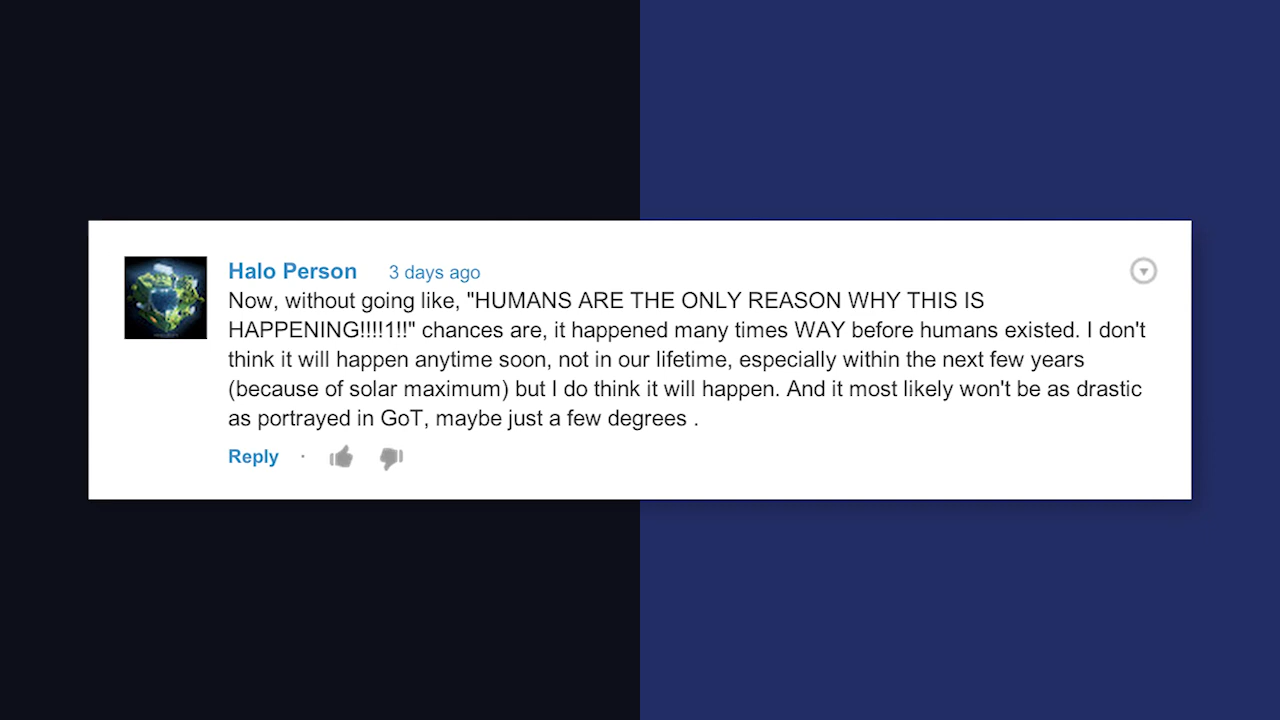 Halo Person 3 days ago
Now, without going like, "HUMANS ARE THE ONLY REASON WHY THIS IS
HAPPENING!!!!1!!" chances are, it happened many times WAY before humans existed. I don't
think it will happen anytime soon, not in our lifetime, especially within the next few years
(because of solar maximum) but I do think it will happen. And it most likely won't be as drastic
as portrayed in GoT, maybe just a few degrees .
Reply ·